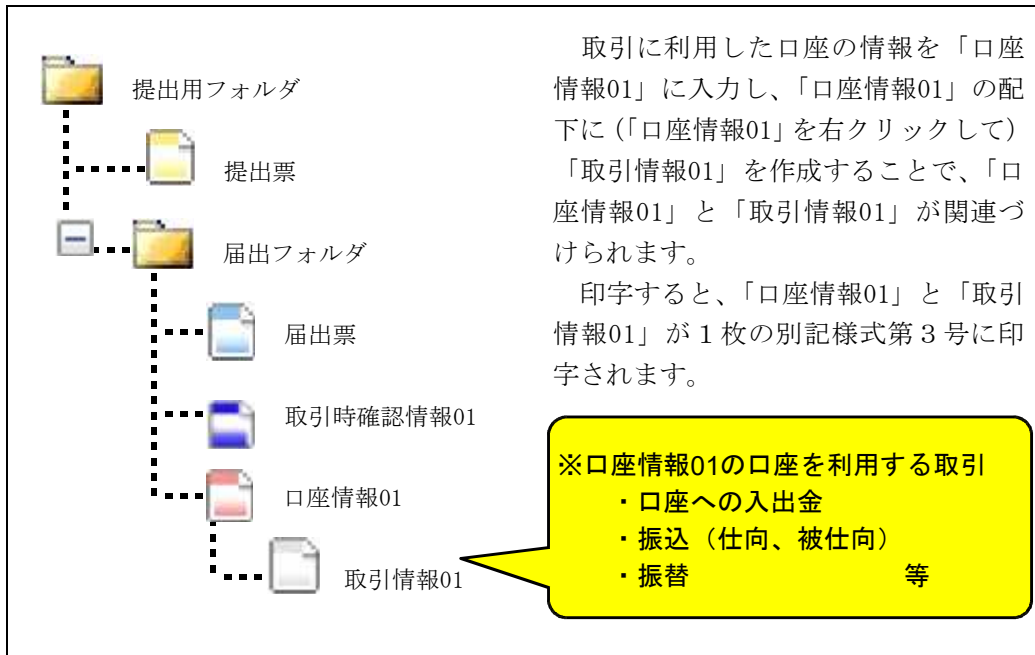 提出用フォルダ
提出票
届出フォルダ
届出票
取引時確認情報01
口座情報01
取引情報01
取引に利用した口座の情報を「口座
情報01」に入力し、「口座情報01」の配
下に(「口座情報01」を右クリックして)
「取引情報01」を作成することで、「口
座情報01」と「取引情報01」が関連づ
けられます。
印字すると、「口座情報01」と「取引
情報01」が1枚の別記様式第3号に印
字されます。
※口座情報01の口座を利用する取引
・口座への入出金
・振込(仕向、被仕向)
・振替 等